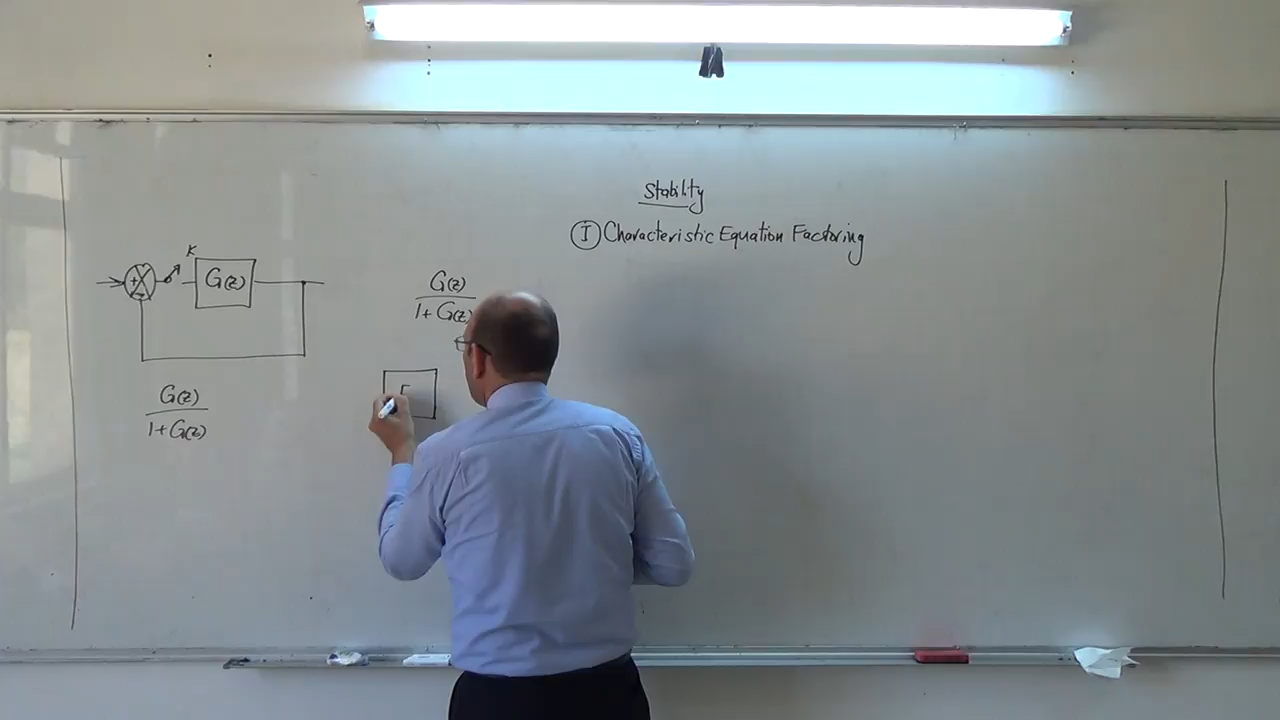 Stability
I Characteristic Equation Factoring
K
+
G(z)
-
G(z)
1+G(z)
G(z)
1+G(z)